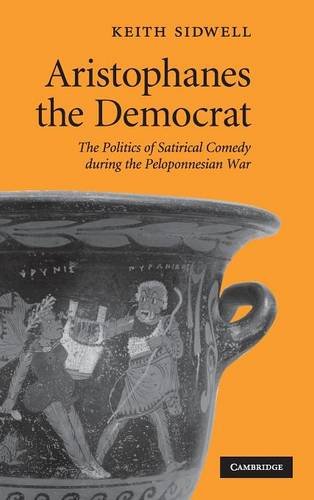 KEITH SIDWELL
Aristophanes
the Democrat
The Politics of Satirical Comedy
during the Peloponnesian War
CAMBRIDGE